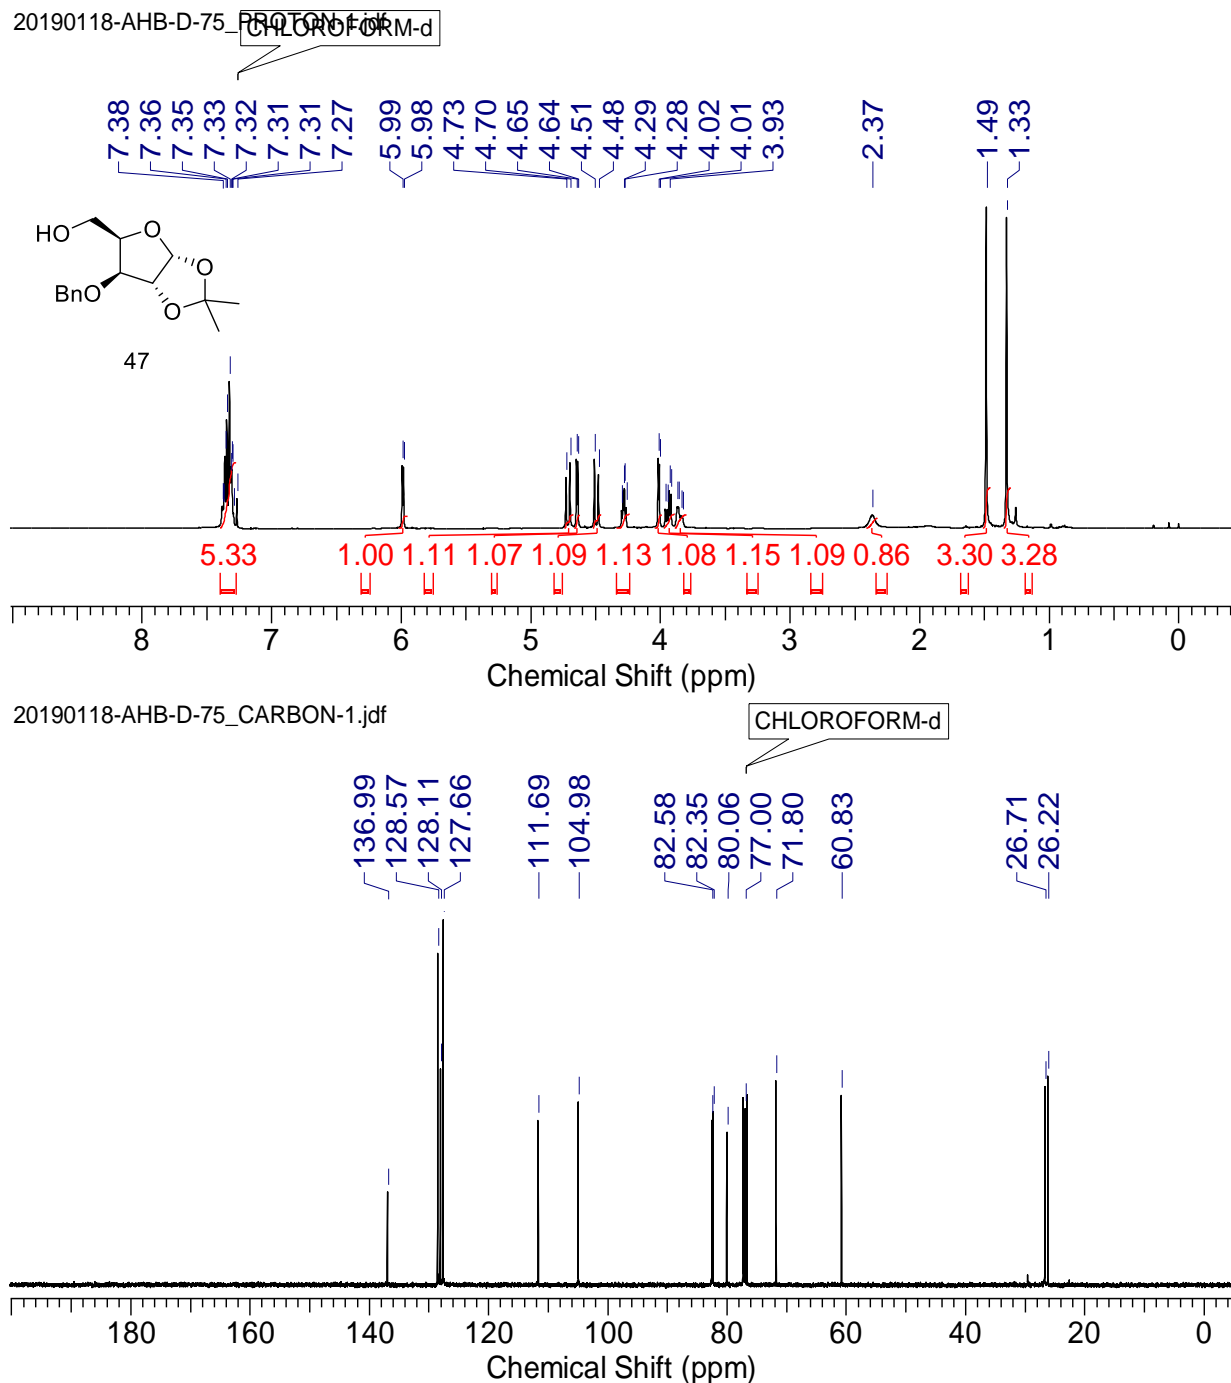 20190118-AHB-D-75_PROTON-1.jdf
CHLOROFORM-d
7.38 7.36 7.35 7.33 7.32 7.31 7.31 7.27 5.99 5.98 4.73 4.70 4.65 4.64 4.51 4.48 4.29 4.28 4.02 4.01 3.93 2.37 1.49 1.33
HO
O
O
BnO
O
47
5.33 1.00 1.11 1.07 1.09 1.13 1.08 1.15 1.09 0.86 3.30 3.28
8 7 6 5 4 3 2 1 0
Chemical Shift (ppm)
20190118-AHB-D-75_CARBON-1.jdf
CHLOROFORM-d
136.99 128.57 128.11 127.66 111.69 104.98 82.58 82.35 80.06 77.00 71.80 60.83 26.71 26.22
180 160 140 120 100 80 60 40 20 0
Chemical Shift (ppm)